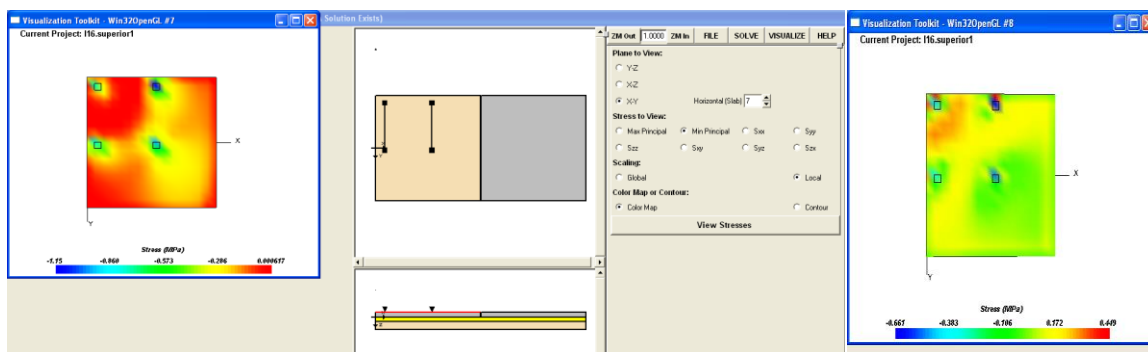 Visualization Toolkit - Win32OpenGL #7
Current Project: I16.superior1
X
Y
Stress (MPa)
-1.15 -0.860 -0.573 -0.206 0.000617
Solution Exists)
ZM Out 1.0000 ZM In FILE SOLVE VISUALIZE HELP
Plane to View:
Y-Z
X-Z
X-Y Horizontal (Slab) 7
Stress to View:
Max Principal Min Principal Sxx Syy
Szz Sxy Syz Szx
Scaling:
Global Local
Color Map or Contour:
Color Map Contour
View Stresses
Visualization Toolkit - Win32OpenGL #8
Current Project: I16.superior1
X
Y
Stress (MPa)
-0.661 -0.383 -0.106 0.172 0.449